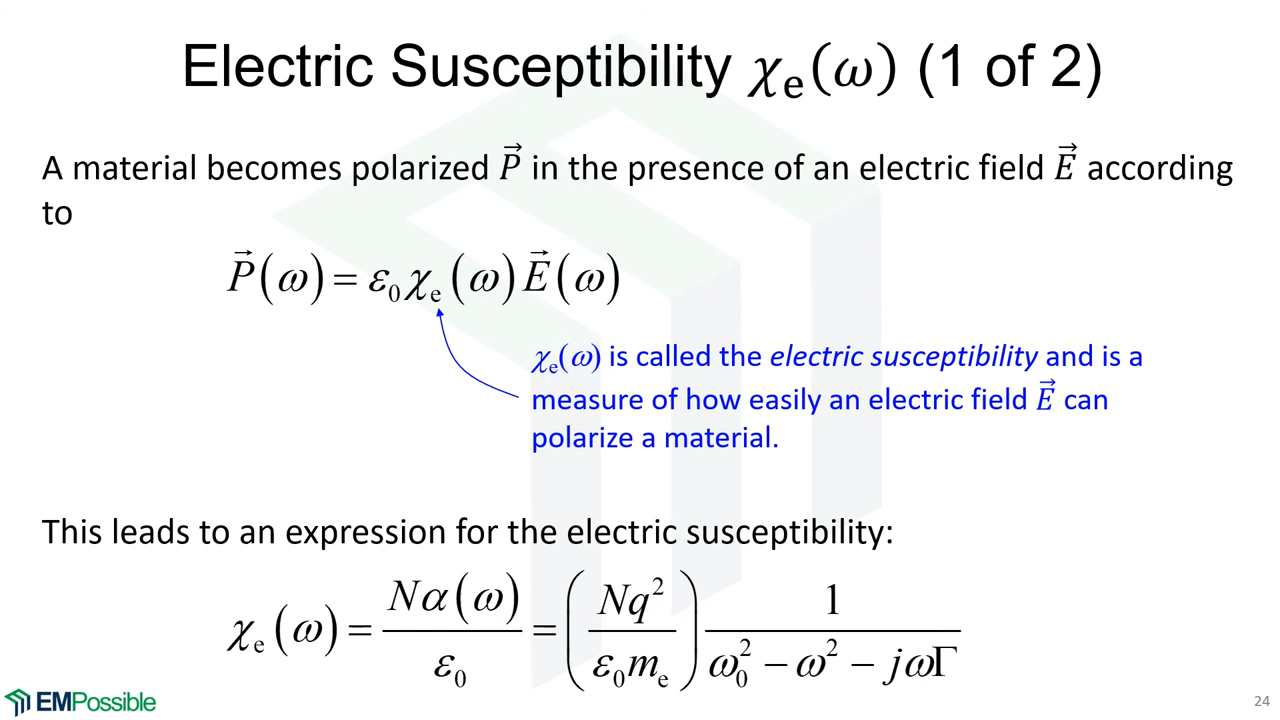 Electric Susceptibility χₑ(ω) (1 of 2)
A material becomes polarized P⃗ in the presence of an electric field E⃗ according
to
P⃗(ω) = ε₀χₑ(ω)E⃗(ω)
χₑ(ω) is called the electric susceptibility and is a
measure of how easily an electric field E⃗ can
polarize a material.
This leads to an expression for the electric susceptibility:
χₑ(ω) = Nα(ω)/ε₀ = (Nq²/ε₀mₑ) 1/(ω₀² − ω² − jωΓ)
EMPossible
24